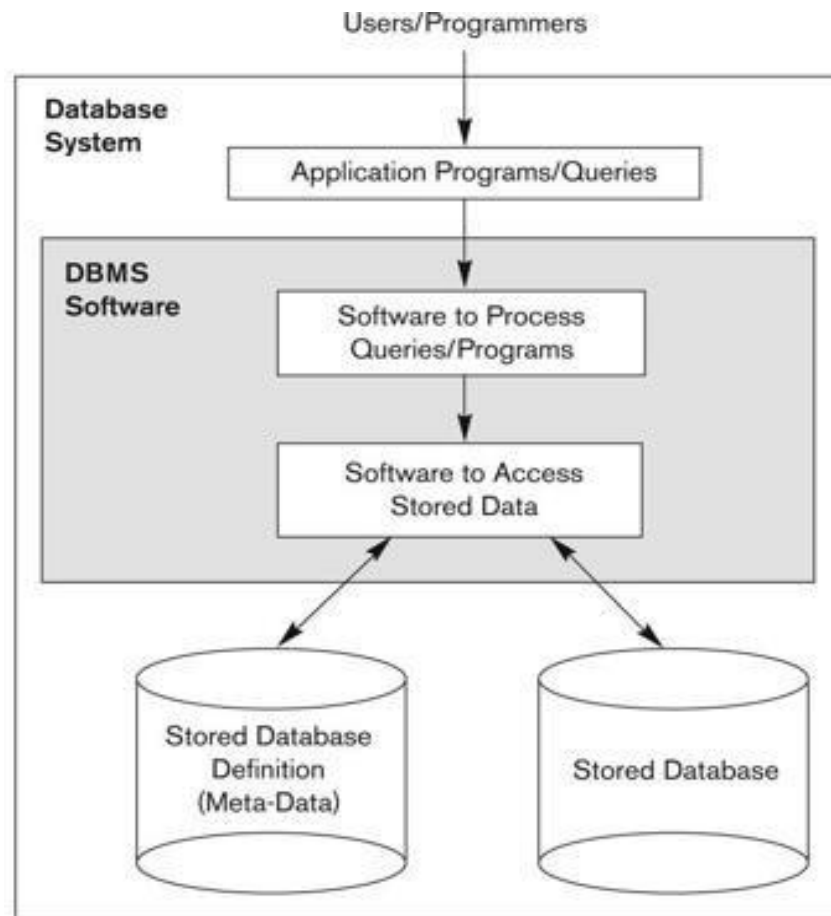 Users/Programmers
Database
System
Application Programs/Queries
DBMS
Software
Software to Process
Queries/Programs
Software to Access
Stored Data
Stored Database
Definition
(Meta-Data)
Stored Database